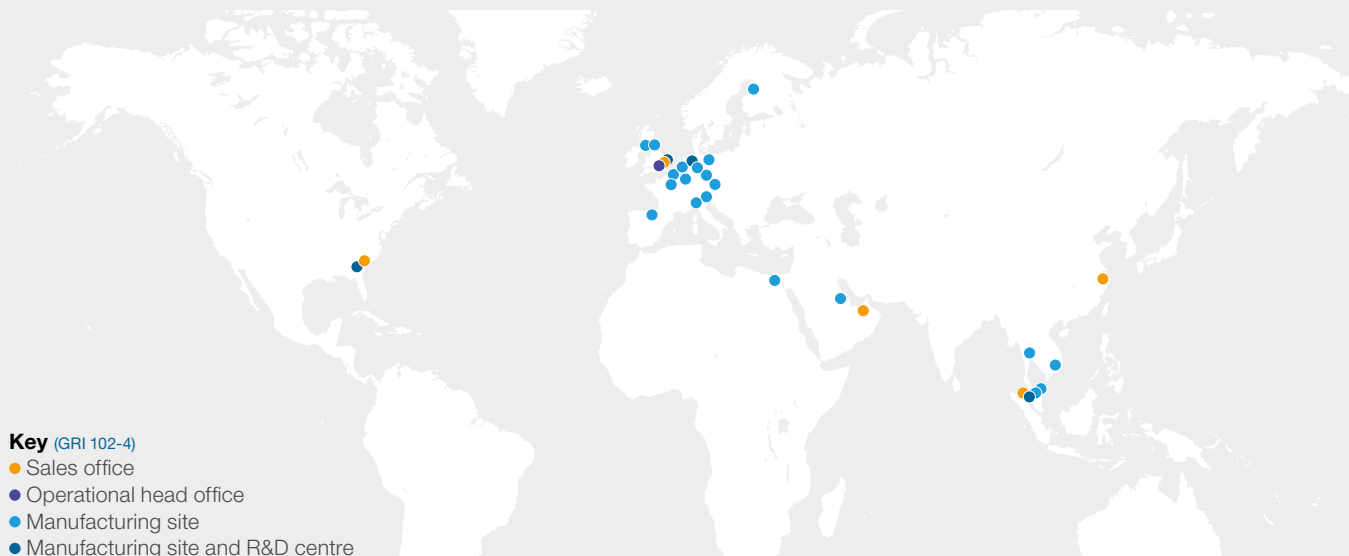 Key (GRI 102-4)
Sales office
Operational head office
Manufacturing site
Manufacturing site and R&D centre